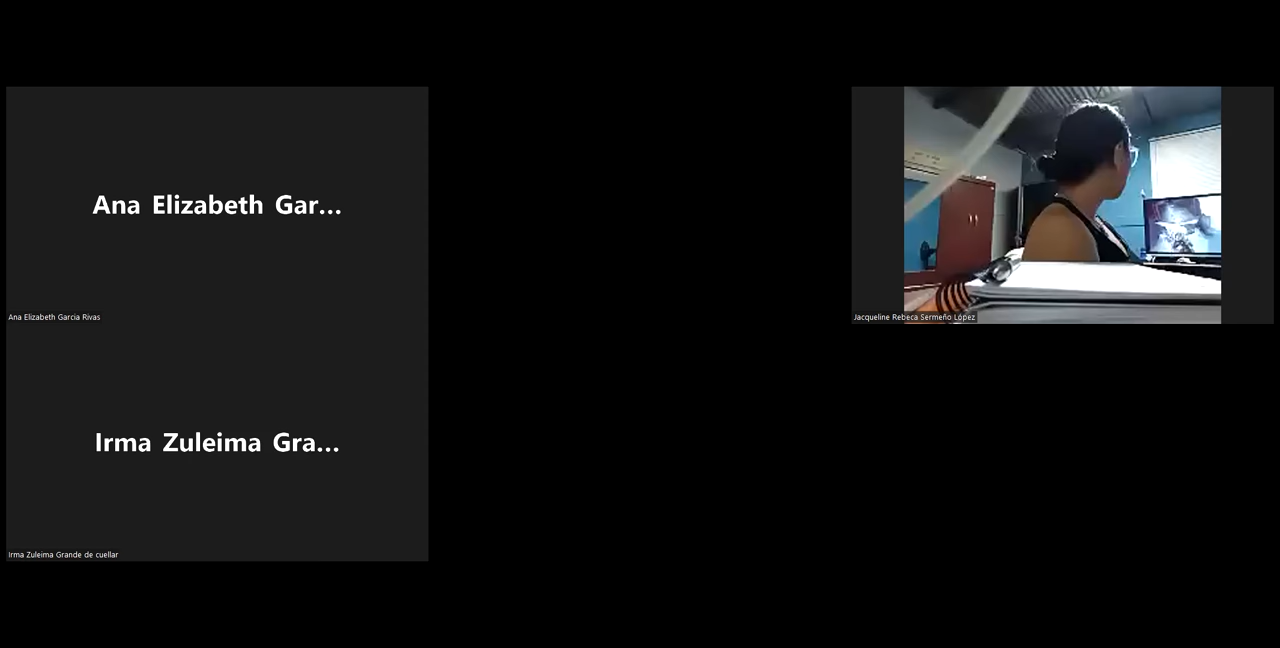 Ana Elizabeth Gar...
Ana Elizabeth Garcia Rivas
Jacqueline Rebeca Sermeño López
Irma Zuleima Gra...
Irma Zuleima Grande de cuellar